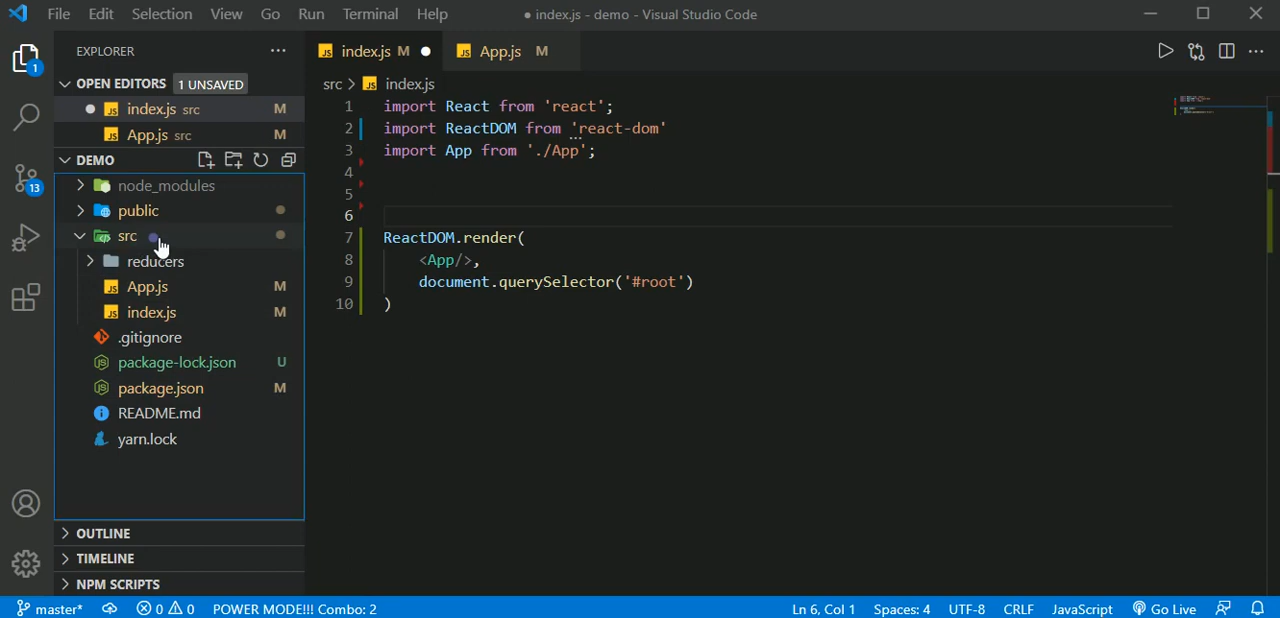 File Edit Selection View Go Run Terminal Help ● index.js - demo - Visual Studio Code
EXPLORER ···
index.js M ●
App.js M
1
OPEN EDITORS 1 UNSAVED
● index.js src M
App.js src M
DEMO
node_modules
public
src
reducers
App.js M
index.js M
.gitignore
package-lock.json U
package.json M
README.md
yarn.lock
OUTLINE
TIMELINE
NPM SCRIPTS
13
src > index.js
1 import React from 'react';
2 import ReactDOM from 'react-dom'
3 import App from './App';
4
5
6
7 ReactDOM.render(
8 <App/>,
9 document.querySelector('#root')
10 )
master* 0 0 POWER MODE!!! Combo: 2 Ln 6, Col 1 Spaces: 4 UTF-8 CRLF JavaScript Go Live